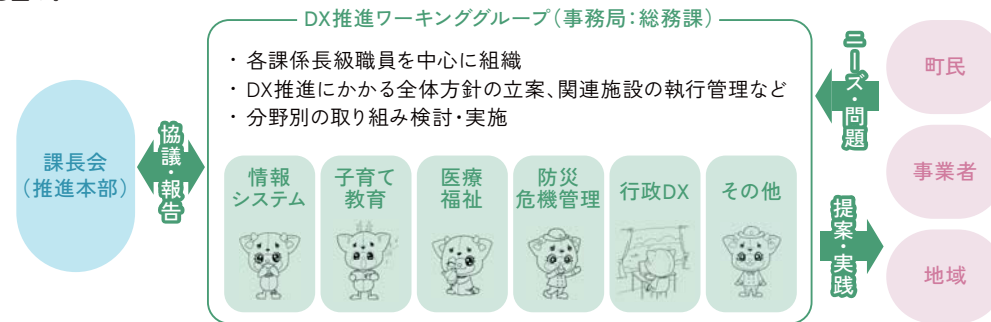 DX推進ワーキンググループ(事務局:総務課)
・各課係長級職員を中心に組織
・DX推進にかかる全体方針の立案、関連施設の執行管理など
・分野別の取り組み検討・実施
課長会
(推進本部)
協議・報告
情報
システム
子育て
教育
医療
福祉
防災
危機管理
行政DX
その他
ニーズ・問題
提案・実践
町民
事業者
地域